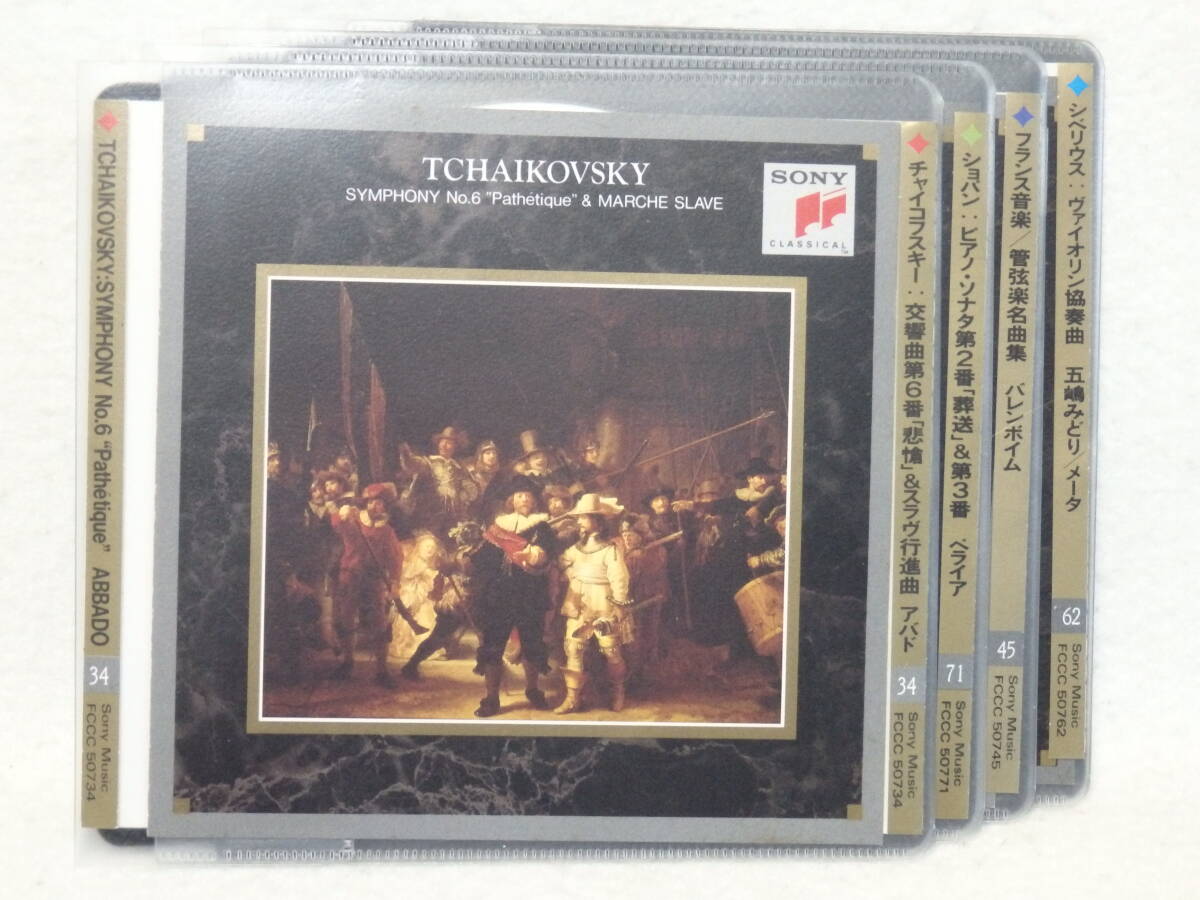 TCHAIKOVSKY:SYMPHONY No.6 "Pathétique" ABBADO
34
Sony Music
FCCC 50734
TCHAIKOVSKY
SYMPHONY No.6 "Pathétique" & MARCHE SLAVE
SONY
CLASSICAL
TM
チャイコフスキー：交響曲第6番「悲愴」&スラヴ行進曲 アバド
34
Sony Music
FCCC 50734
ショパン：ピアノ・ソナタ第2番「葬送」&第3番 ペライア
71
Sony Music
FCCC 50771
フランス音楽／管弦楽名曲集 バレンボイム
45
Sony Music
FCCC 50745
シベリウス：ヴァイオリン協奏曲 五嶋みどり／メータ
62
Sony Music
FCCC 50762